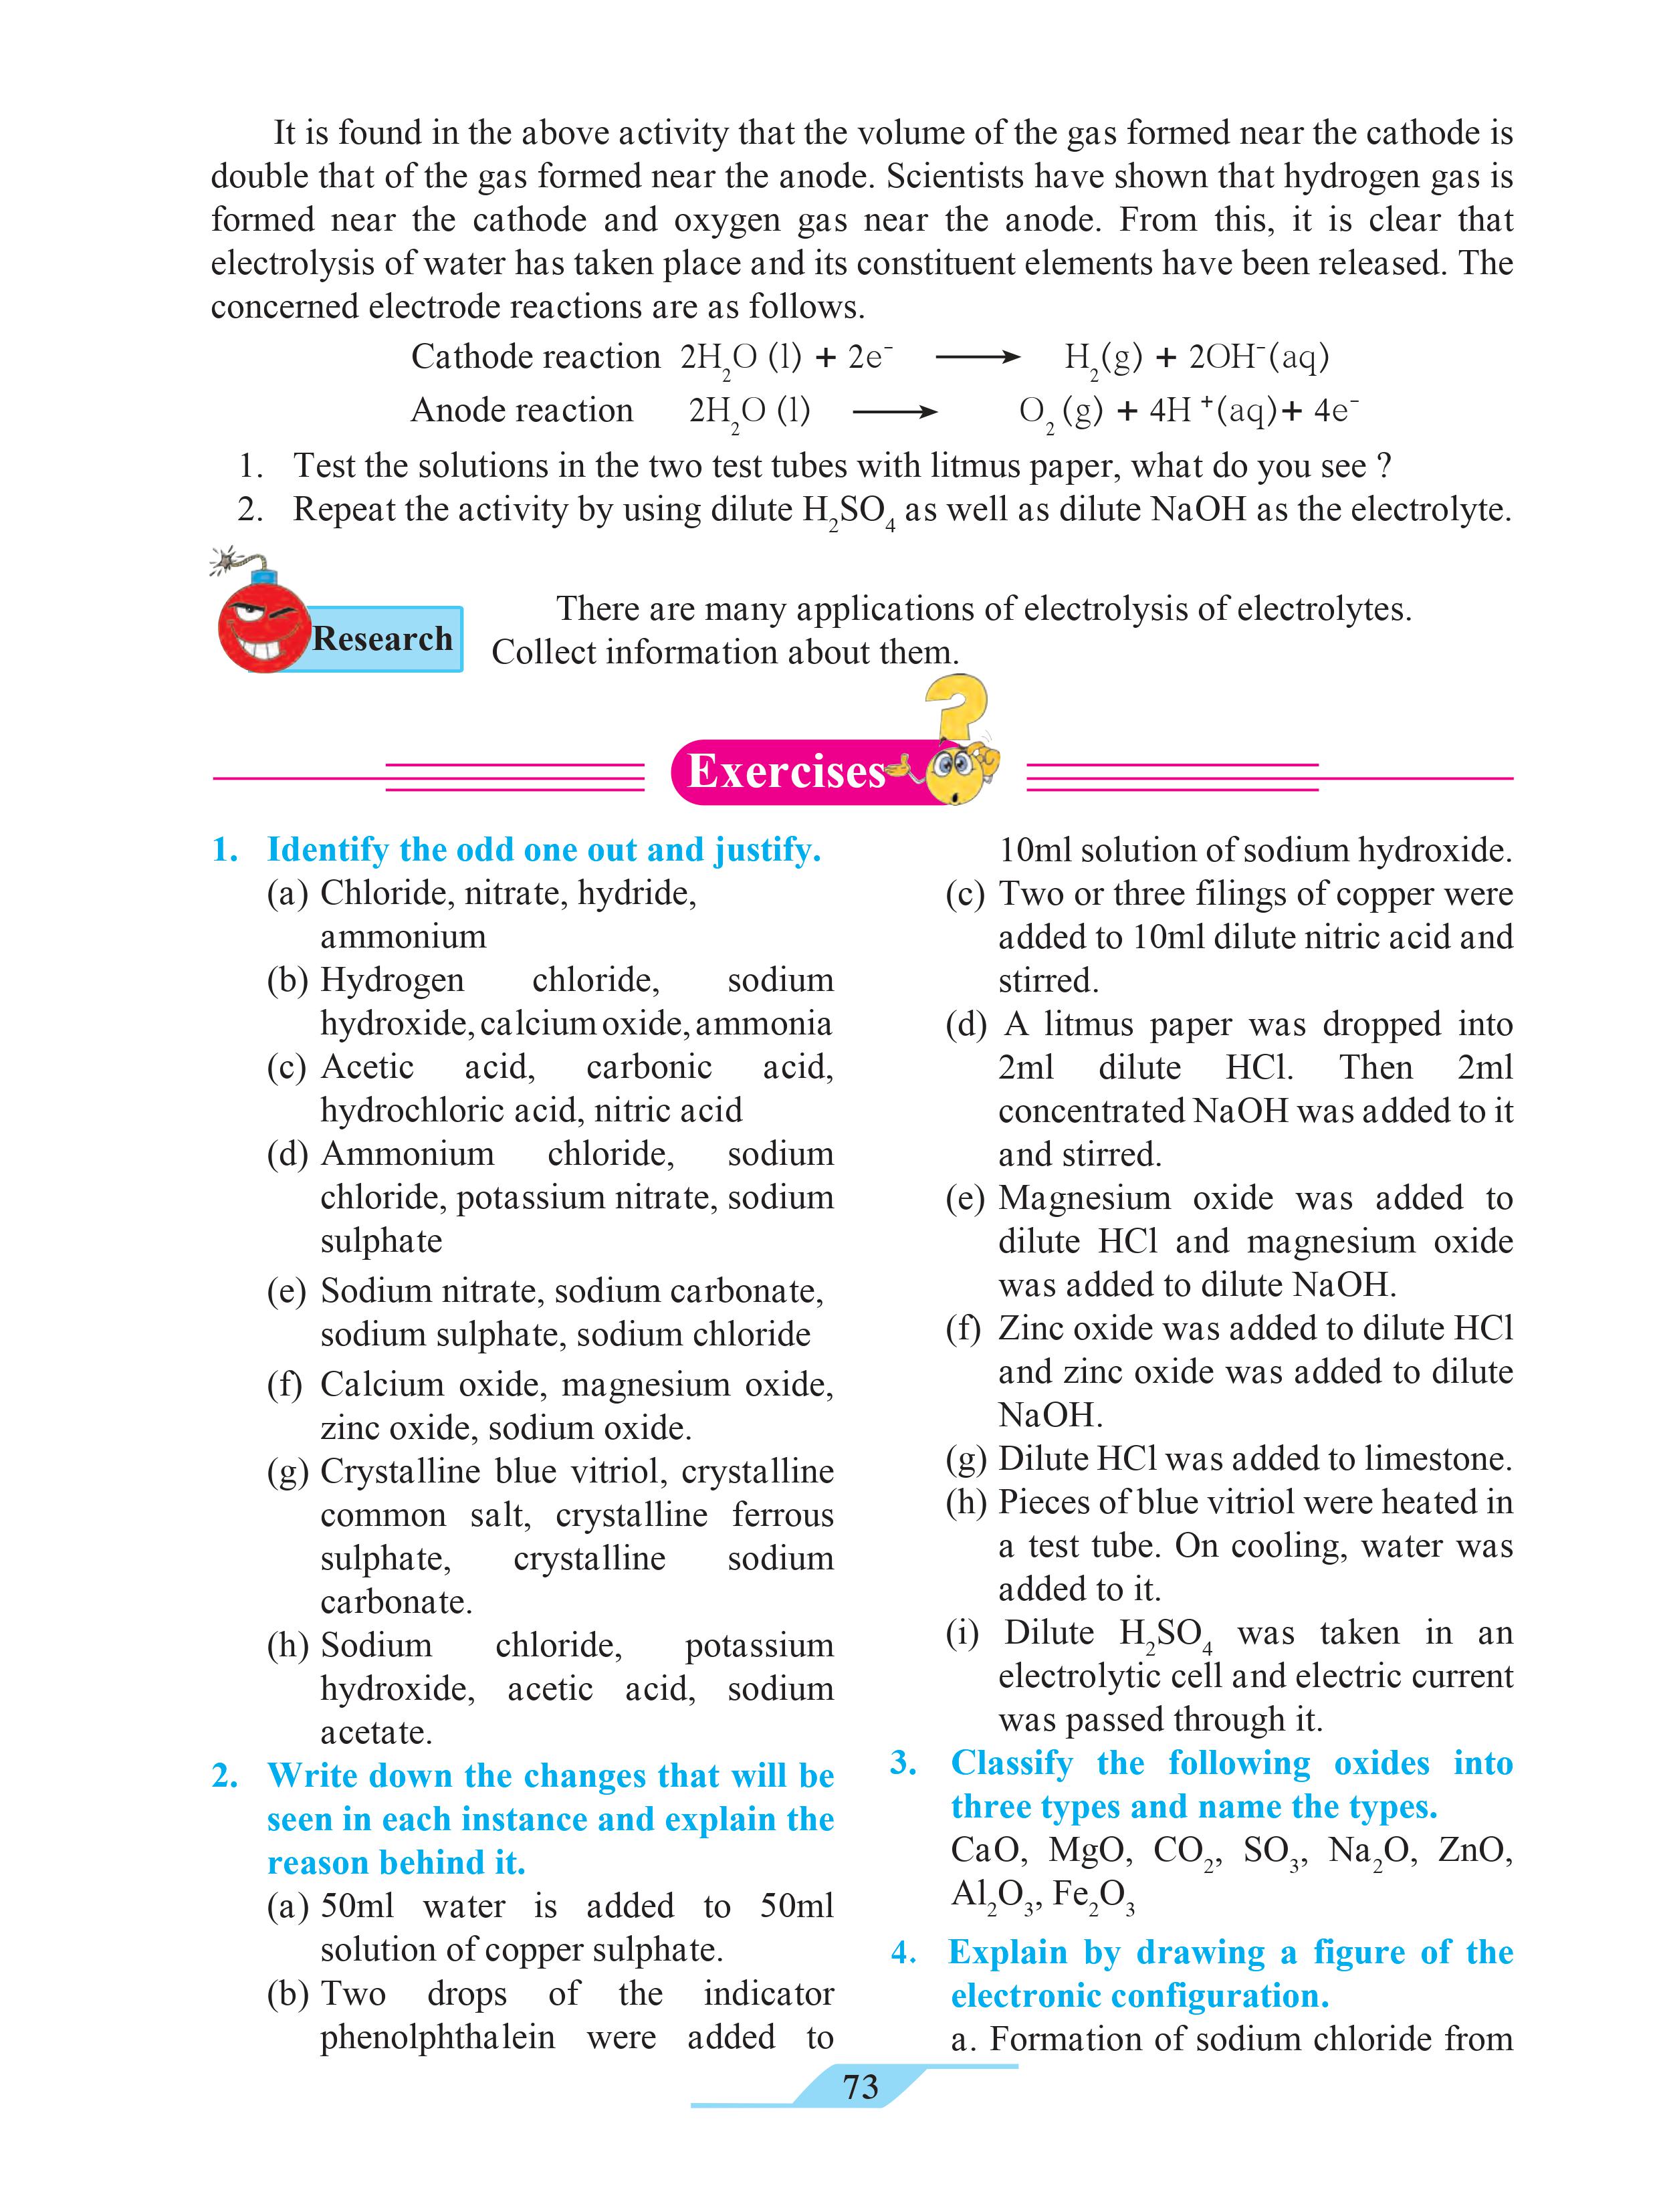 It is found in the above activity that the volume of the gas formed near the cathode is
double that of the gas formed near the anode. Scientists have shown that hydrogen gas is
formed near the cathode and oxygen gas near the anode. From this, it is clear that
electrolysis of water has taken place and its constituent elements have been released. The
concerned electrode reactions are as follows.
Cathode reaction 2H₂O (l) + 2e⁻ ⟶ H₂(g) + 2OH⁻(aq)
Anode reaction 2H₂O (l) ⟶ O₂ (g) + 4H ⁺(aq)+ 4e⁻
1. Test the solutions in the two test tubes with litmus paper, what do you see ?
2. Repeat the activity by using dilute H₂SO₄ as well as dilute NaOH as the electrolyte.
Research
There are many applications of electrolysis of electrolytes.
Collect information about them.
Exercises
1. Identify the odd one out and justify.
(a) Chloride, nitrate, hydride,
ammonium
(b) Hydrogen chloride, sodium
hydroxide, calcium oxide, ammonia
(c) Acetic acid, carbonic acid,
hydrochloric acid, nitric acid
(d) Ammonium chloride, sodium
chloride, potassium nitrate, sodium
sulphate
(e) Sodium nitrate, sodium carbonate,
sodium sulphate, sodium chloride
(f) Calcium oxide, magnesium oxide,
zinc oxide, sodium oxide.
(g) Crystalline blue vitriol, crystalline
common salt, crystalline ferrous
sulphate, crystalline sodium
carbonate.
(h) Sodium chloride, potassium
hydroxide, acetic acid, sodium
acetate.
2. Write down the changes that will be
seen in each instance and explain the
reason behind it.
(a) 50ml water is added to 50ml
solution of copper sulphate.
(b) Two drops of the indicator
phenolphthalein were added to
10ml solution of sodium hydroxide.
(c) Two or three filings of copper were
added to 10ml dilute nitric acid and
stirred.
(d) A litmus paper was dropped into
2ml dilute HCl. Then 2ml
concentrated NaOH was added to it
and stirred.
(e) Magnesium oxide was added to
dilute HCl and magnesium oxide
was added to dilute NaOH.
(f) Zinc oxide was added to dilute HCl
and zinc oxide was added to dilute
NaOH.
(g) Dilute HCl was added to limestone.
(h) Pieces of blue vitriol were heated in
a test tube. On cooling, water was
added to it.
(i) Dilute H₂SO₄ was taken in an
electrolytic cell and electric current
was passed through it.
3. Classify the following oxides into
three types and name the types.
CaO, MgO, CO₂, SO₃, Na₂O, ZnO,
Al₂O₃, Fe₂O₃
4. Explain by drawing a figure of the
electronic configuration.
a. Formation of sodium chloride from
73